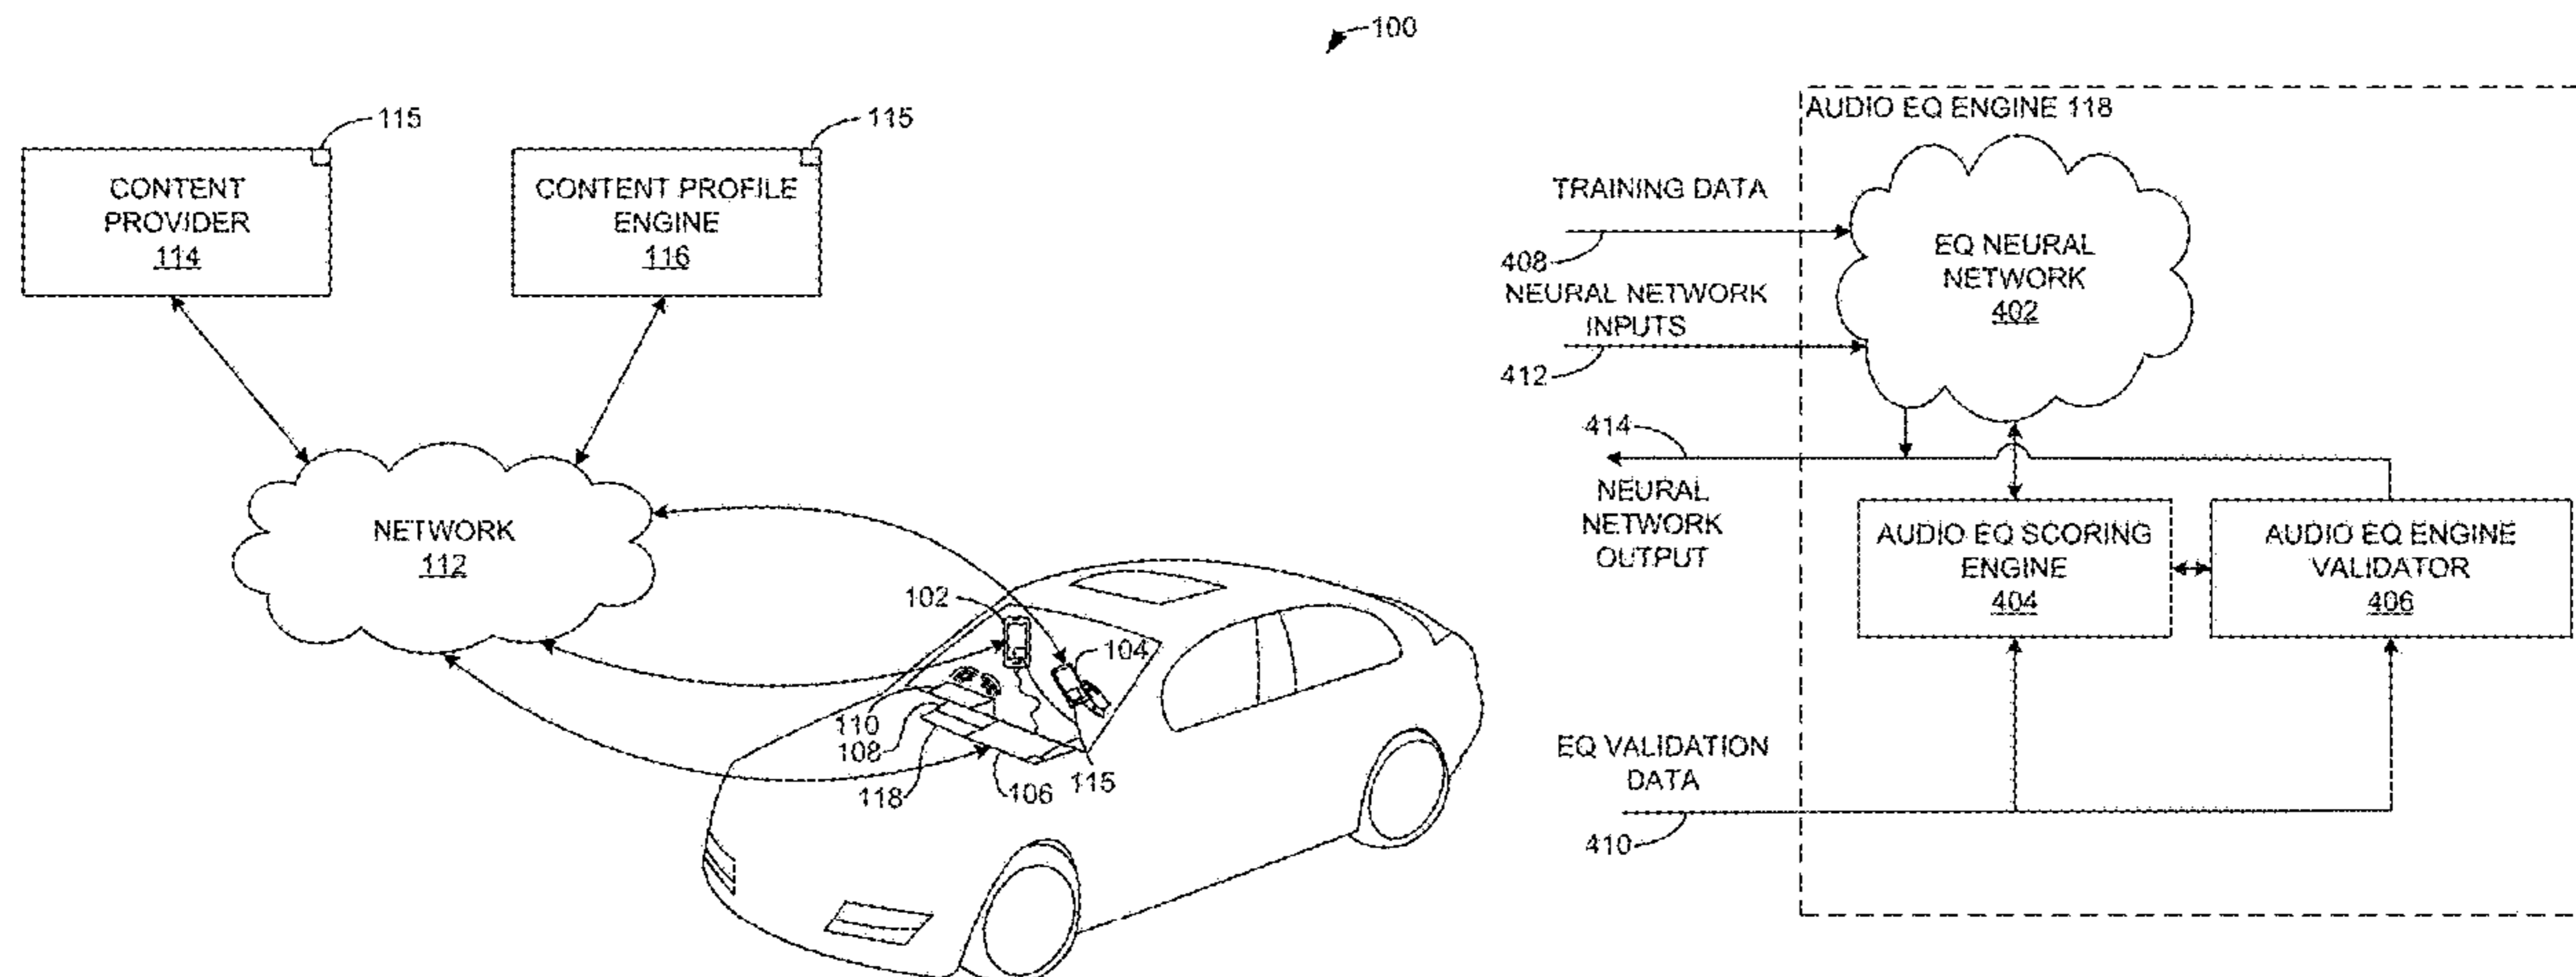 100
115
CONTENT
PROVIDER
114
115
CONTENT PROFILE
ENGINE
116
NETWORK
112
102
104
110
108
118
106
115
AUDIO EQ ENGINE 118
TRAINING DATA
408
NEURAL NETWORK
INPUTS
412
EQ NEURAL
NETWORK
402
414
NEURAL
NETWORK
OUTPUT
AUDIO EQ SCORING
ENGINE
404
AUDIO EQ ENGINE
VALIDATOR
406
EQ VALIDATION
DATA
410